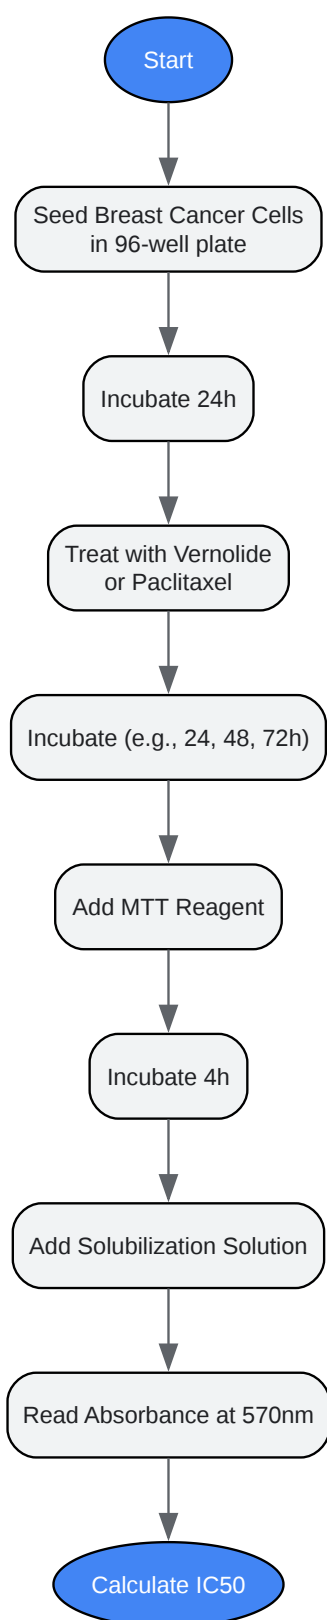 Start
Seed Breast Cancer Cells
in 96-well plate
Incubate 24h
Treat with Vernolide
or Paclitaxel
Incubate (e.g., 24, 48, 72h)
Add MTT Reagent
Incubate 4h
Add Solubilization Solution
Read Absorbance at 570nm
Calculate IC50